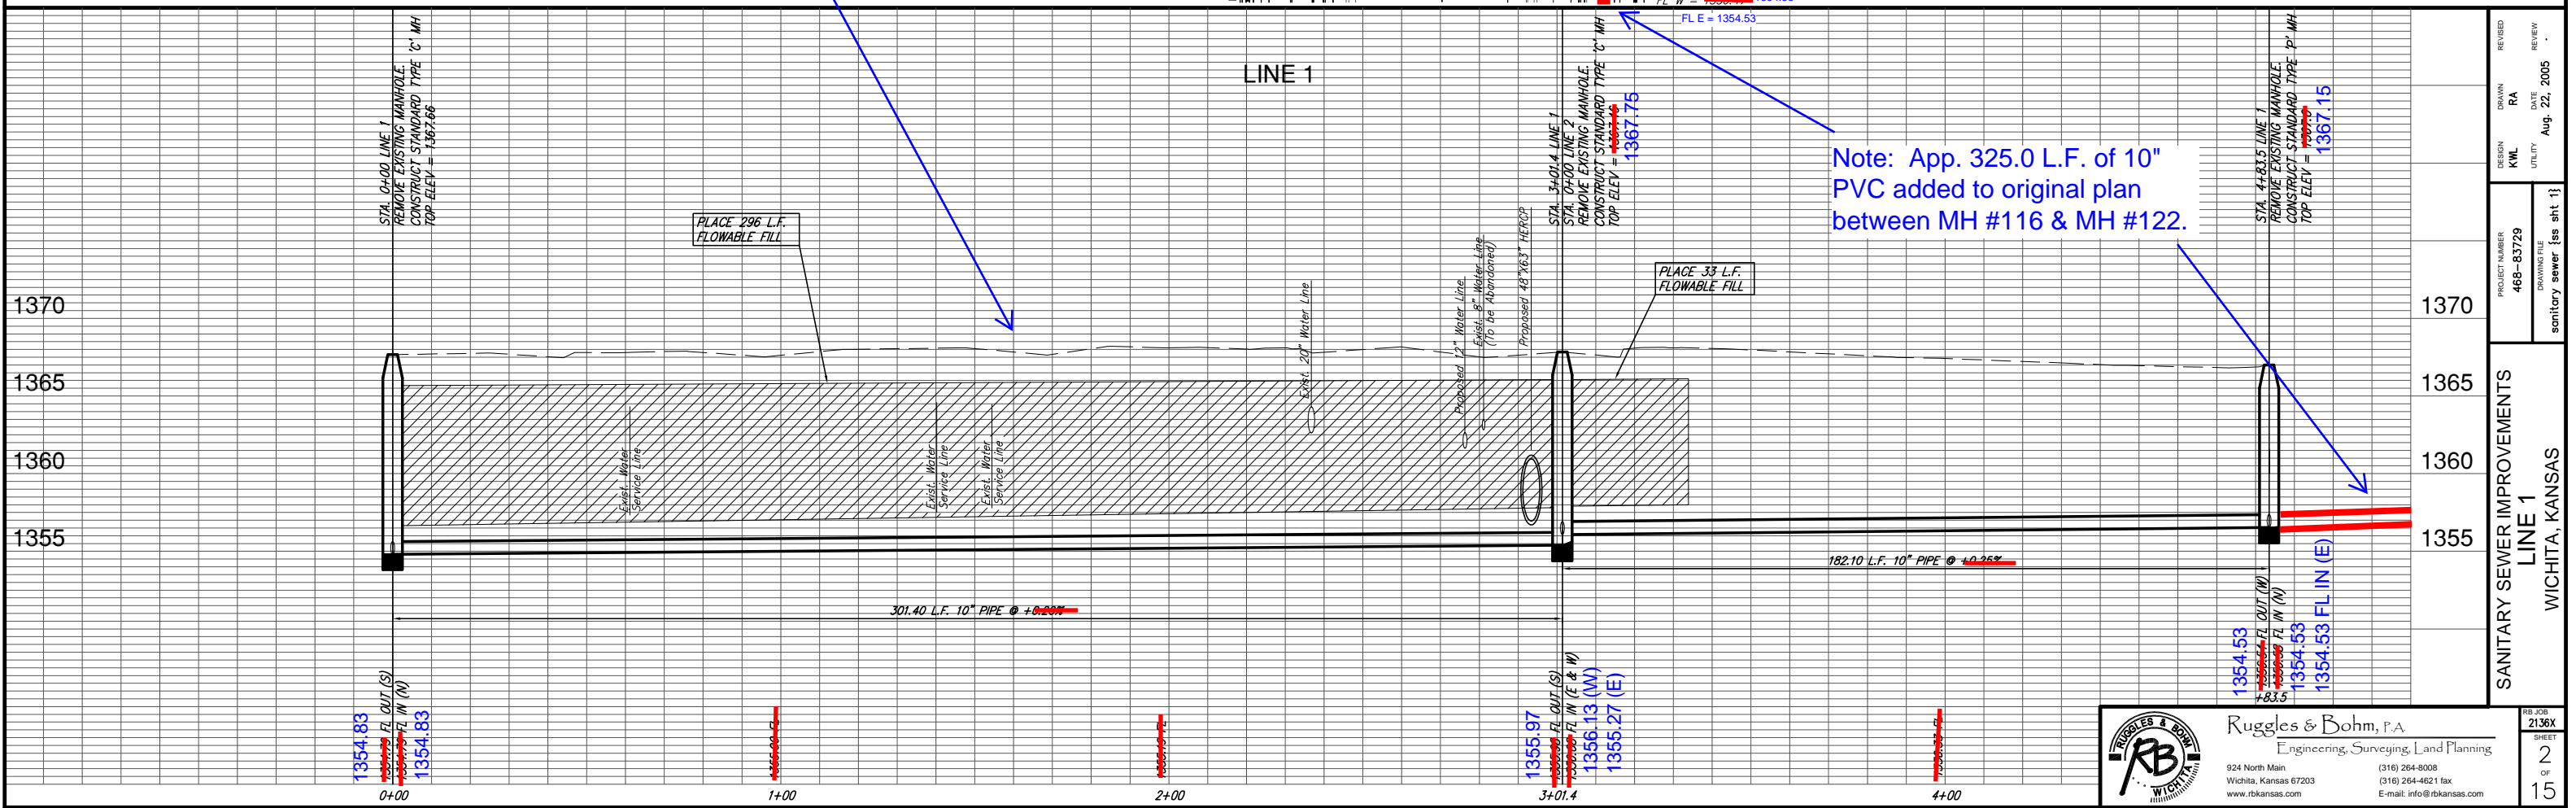 FL E = 1354.53
LINE 1
STA. 0+00 LINE 1
REMOVE EXISTING MANHOLE.
CONSTRUCT STANDARD TYPE 'C' MH
TOP ELEV = 1367.66
STA. 3+01.4 LINE 1
STA. 0+00 LINE 2
REMOVE EXISTING MANHOLE.
CONSTRUCT STANDARD TYPE 'C' MH
TOP ELEV =
1367.75
STA. 4+83.5 LINE 1
REMOVE EXISTING MANHOLE.
CONSTRUCT STANDARD TYPE 'P' MH
TOP ELEV =
1367.15
Note: App. 325.0 L.F. of 10"
PVC added to original plan
between MH #116 & MH #122.
PLACE 296 L.F.
FLOWABLE FILL
PLACE 33 L.F.
FLOWABLE FILL
Exist. 20" Water Line
Proposed 12" Water Line
Exist. 8" Water Line
(To be Abandoned)
Proposed 48"X63" HERCP
Exist. Water
Service Line
Exist. Water
Service Line
Exist. Water
Service Line
1370
1365
1360
1355
1370
1365
1360
1355
301.40 L.F. 10" PIPE @
182.10 L.F. 10" PIPE @
1354.83
FL OUT (S)
FL IN (N)
1354.83
1355.97
FL OUT (S)
FL IN (E & W)
1356.13 (W)
1355.27 (E)
1354.53
FL OUT (W)
FL IN (N)
1354.53
1354.53 FL IN (E)
+83.5
0+00
1+00
2+00
3+01.4
4+00
DESIGN
KWL
DRAWN
RA
REVISED
UTILITY
DATE
Aug. 22, 2005
REVIEW
PROJECT NUMBER
468-83729
DRAWING FILE
sanitary sewer {ss sht 1}
SANITARY SEWER IMPROVEMENTS
LINE 1
WICHITA, KANSAS
RUGGLES & BOHM
RB
WICHITA
Ruggles & Bohm, P.A.
Engineering, Surveying, Land Planning
924 North Main
Wichita, Kansas 67203
www.rbkansas.com
(316) 264-8008
(316) 264-4621 fax
E-mail: info@rbkansas.com
RB JOB
2136X
SHEET
2
OF
15